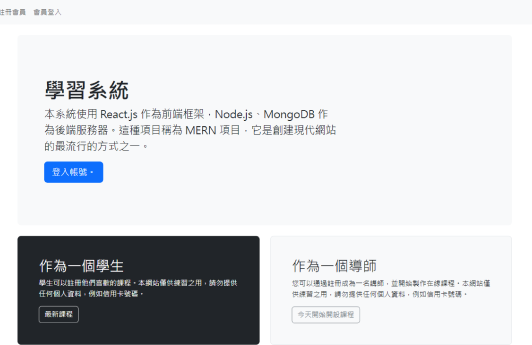 註冊會員 會員登入
學習系統
本系統使用 React.js 作為前端框架，Node.js、MongoDB 作
為後端服務器。這種項目稱為 MERN 項目，它是創建現代網站
的最流行的方式之一。
登入帳號。
作為一個學生
學生可以註冊他們喜歡的課程。本網站僅供練習之用，請勿提供
任何個人資料，例如信用卡號碼。
最新課程
作為一個導師
您可以通過註冊成為一名講師，並開始製作在線課程。本網站僅
供練習之用，請勿提供任何個人資料，例如信用卡號碼。
今天開始開設課程